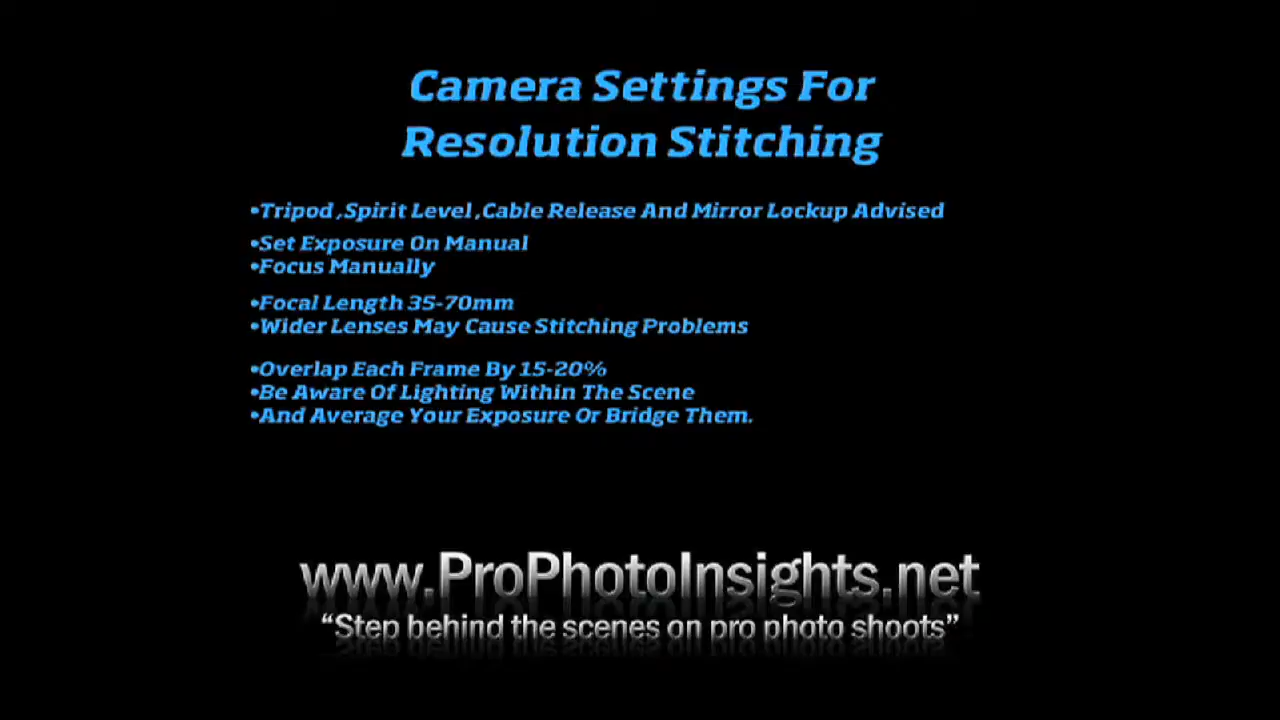 Camera Settings For
Resolution Stitching
•Tripod ,Spirit Level ,Cable Release And Mirror Lockup Advised
•Set Exposure On Manual
•Focus Manually
•Focal Length 35-70mm
•Wider Lenses May Cause Stitching Problems
•Overlap Each Frame By 15-20%
•Be Aware Of Lighting Within The Scene
•And Average Your Exposure Or Bridge Them.
www.ProPhotoInsights.net
“Step behind the scenes on pro photo shoots”